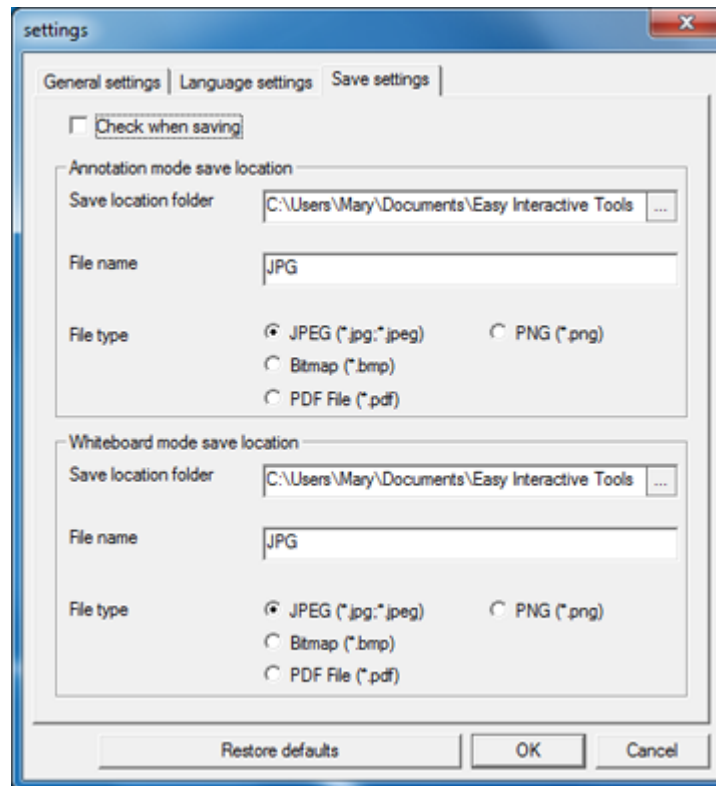 settings
General settings Language settings Save settings
Check when saving
Annotation mode save location
Save location folder C:\Users\Mary\Documents\Easy Interactive Tools ...
File name JPG
File type JPEG (*.jpg;*.jpeg) PNG (*.png)
Bitmap (*.bmp)
PDF File (*.pdf)
Whiteboard mode save location
Save location folder C:\Users\Mary\Documents\Easy Interactive Tools ...
File name JPG
File type JPEG (*.jpg;*.jpeg) PNG (*.png)
Bitmap (*.bmp)
PDF File (*.pdf)
Restore defaults OK Cancel